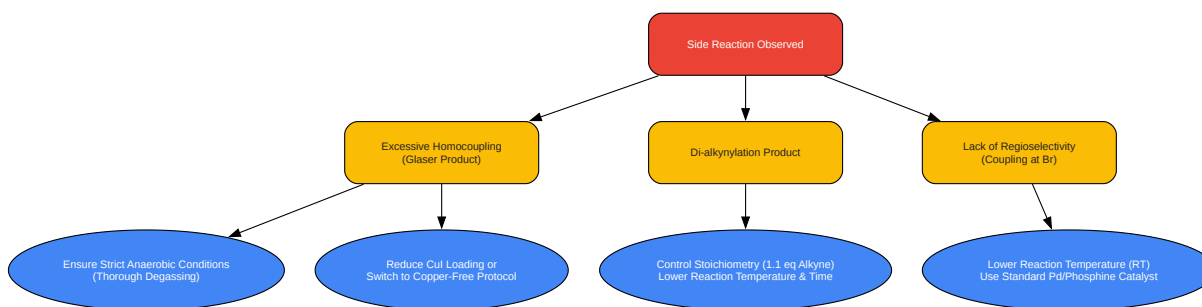 Side Reaction Observed
Excessive Homocoupling
(Glaser Product)
Di-alkynylation Product
Lack of Regioselectivity
(Coupling at Br)
Ensure Strict Anaerobic Conditions
(Thorough Degassing)
Reduce CuI Loading or
Switch to Copper-Free Protocol
Control Stoichiometry (1.1 eq Alkyne)
Lower Reaction Temperature & Time
Lower Reaction Temperature (RT)
Use Standard Pd/Phosphine Catalyst